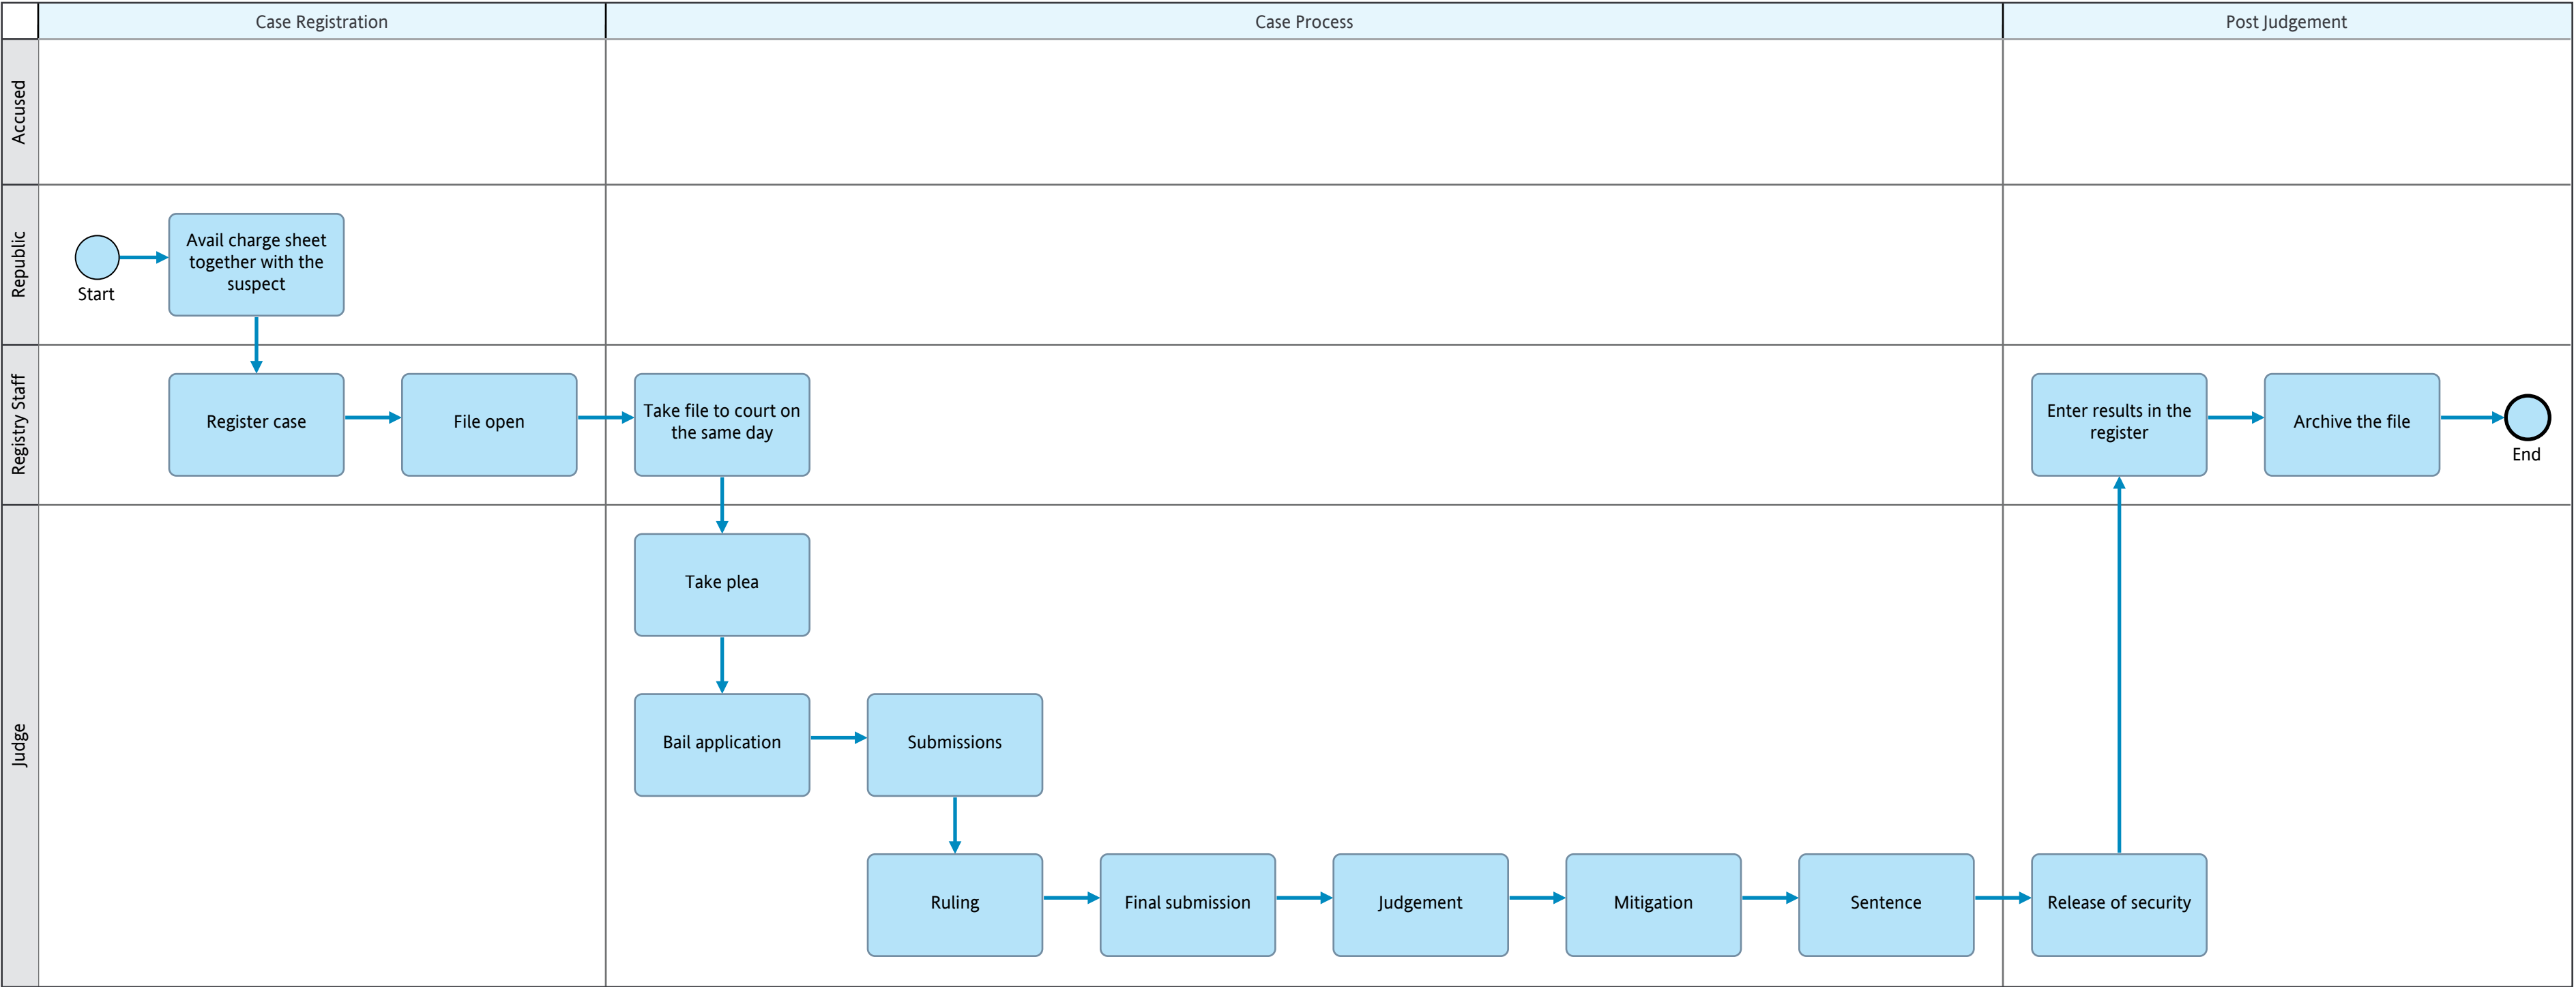 Case Registration
Case Process
Post Judgement
Accused
Republic
Start
Avail charge sheet
together with the
suspect
Registry Staff
Register case
File open
Take file to court on
the same day
Enter results in the
register
Archive the file
End
Judge
Take plea
Bail application
Submissions
Ruling
Final submission
Judgement
Mitigation
Sentence
Release of security